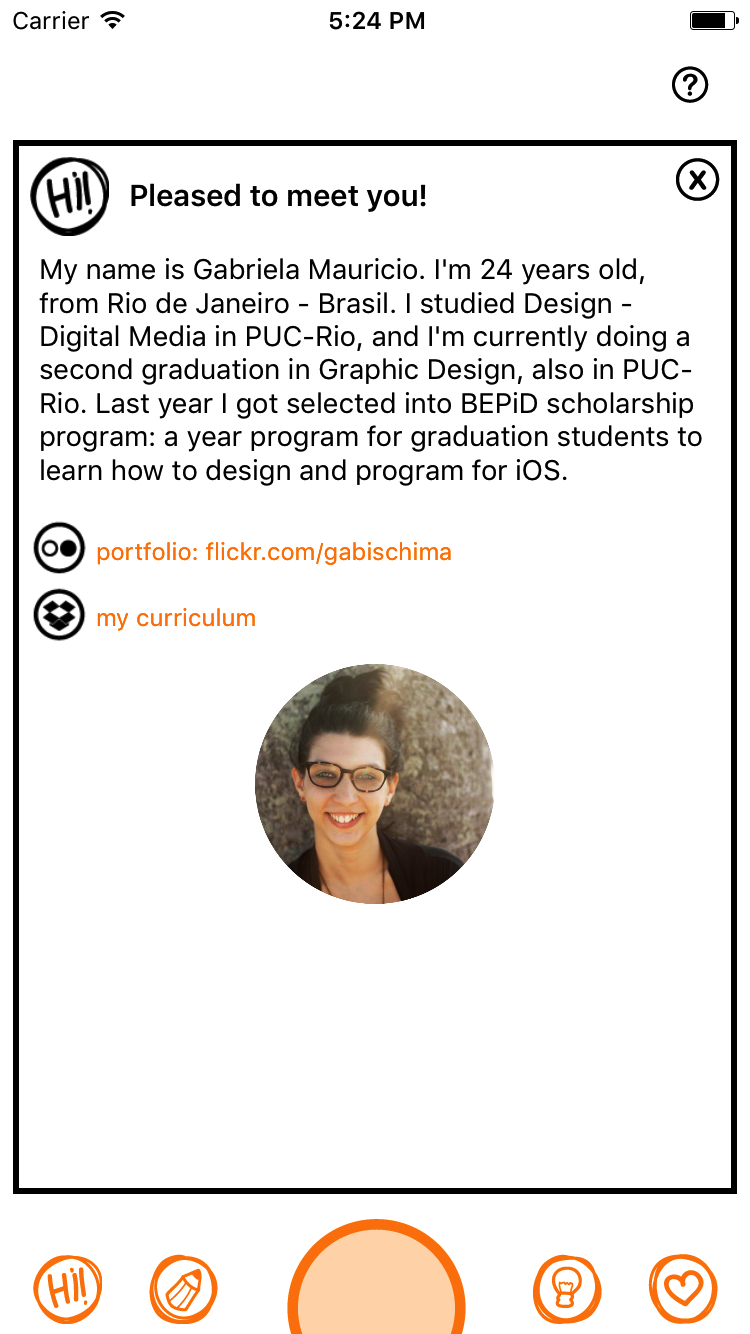 Carrier 5:24 PM
?
Hi! Pleased to meet you! X
My name is Gabriela Mauricio. I'm 24 years old,
from Rio de Janeiro - Brasil. I studied Design -
Digital Media in PUC-Rio, and I'm currently doing a
second graduation in Graphic Design, also in PUC-
Rio. Last year I got selected into BEPiD scholarship
program: a year program for graduation students to
learn how to design and program for iOS.
portfolio: flickr.com/gabischima
my curriculum
Hi!